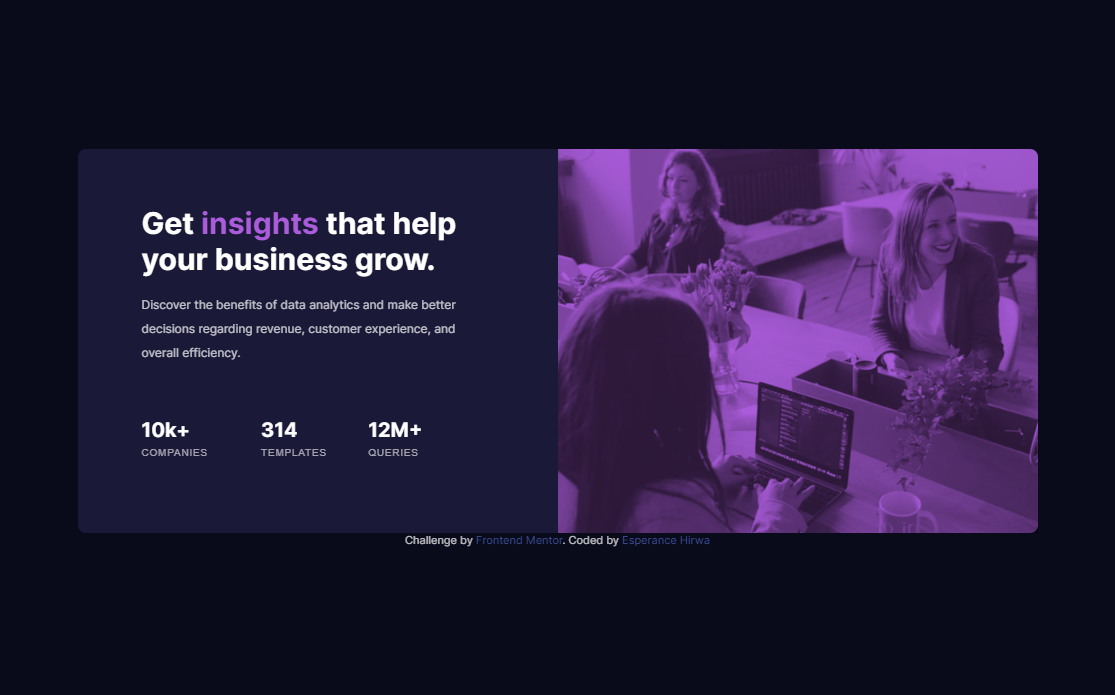 Get insights that help
your business grow.
Discover the benefits of data analytics and make better
decisions regarding revenue, customer experience, and
overall efficiency.
10k+ 314 12M+
COMPANIES TEMPLATES QUERIES
Challenge by Frontend Mentor. Coded by Esperance Hirwa